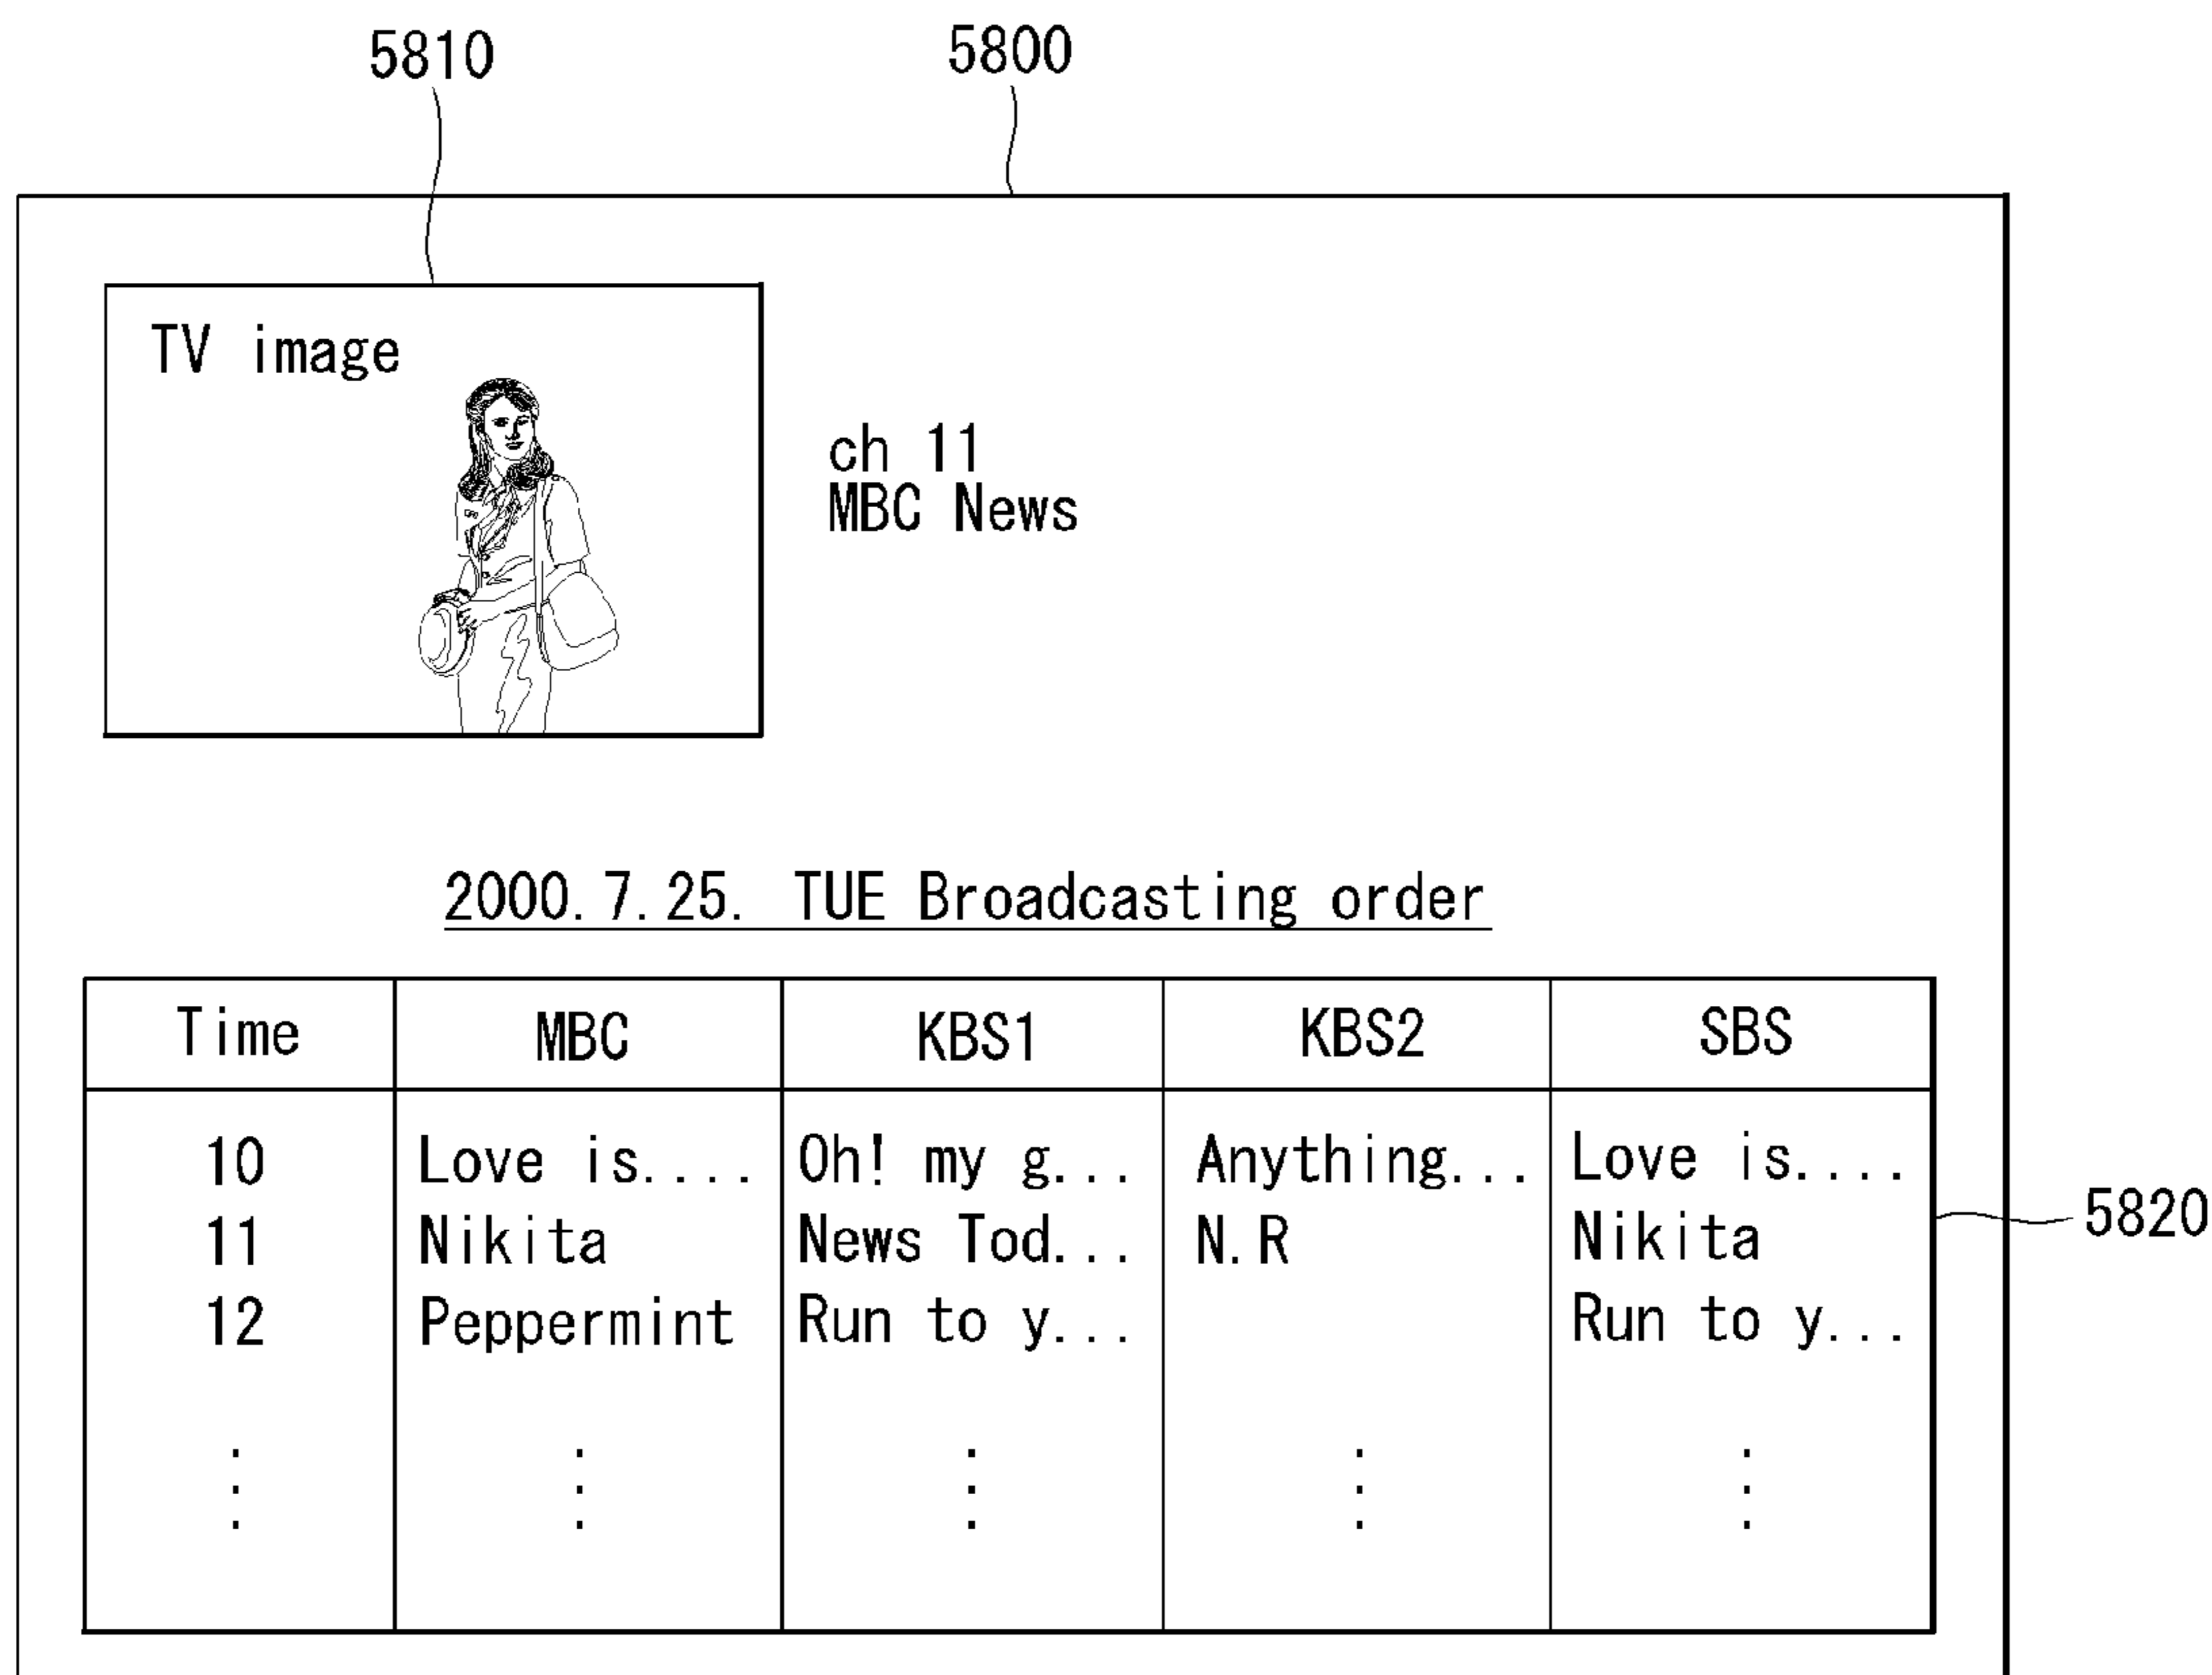 5810 5800
TV image
ch 11
MBC News
2000.7.25. TUE Broadcasting order
Time MBC KBS1 KBS2 SBS
10 Love is.... Oh! my g... Anything... Love is....
11 Nikita News Tod... N.R Nikita
5820
12 Peppermint Run to y... Run to y...